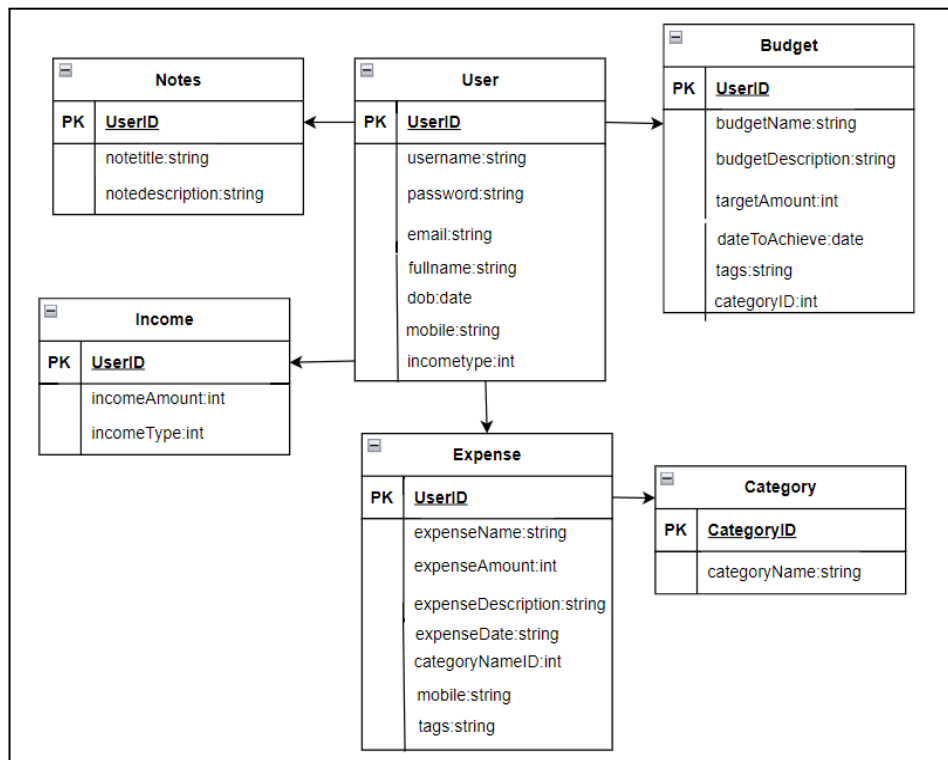 Notes
PK UserID
notetitle:string
notedescription:string
User
PK UserID
username:string
password:string
email:string
fullname:string
dob:date
mobile:string
incometype:int
Budget
PK UserID
budgetName:string
budgetDescription:string
targetAmount:int
dateToAchieve:date
tags:string
categoryID:int
Income
PK UserID
incomeAmount:int
incomeType:int
Expense
PK UserID
expenseName:string
expenseAmount:int
expenseDescription:string
expenseDate:string
categoryNameID:int
mobile:string
tags:string
Category
PK CategoryID
categoryName:string